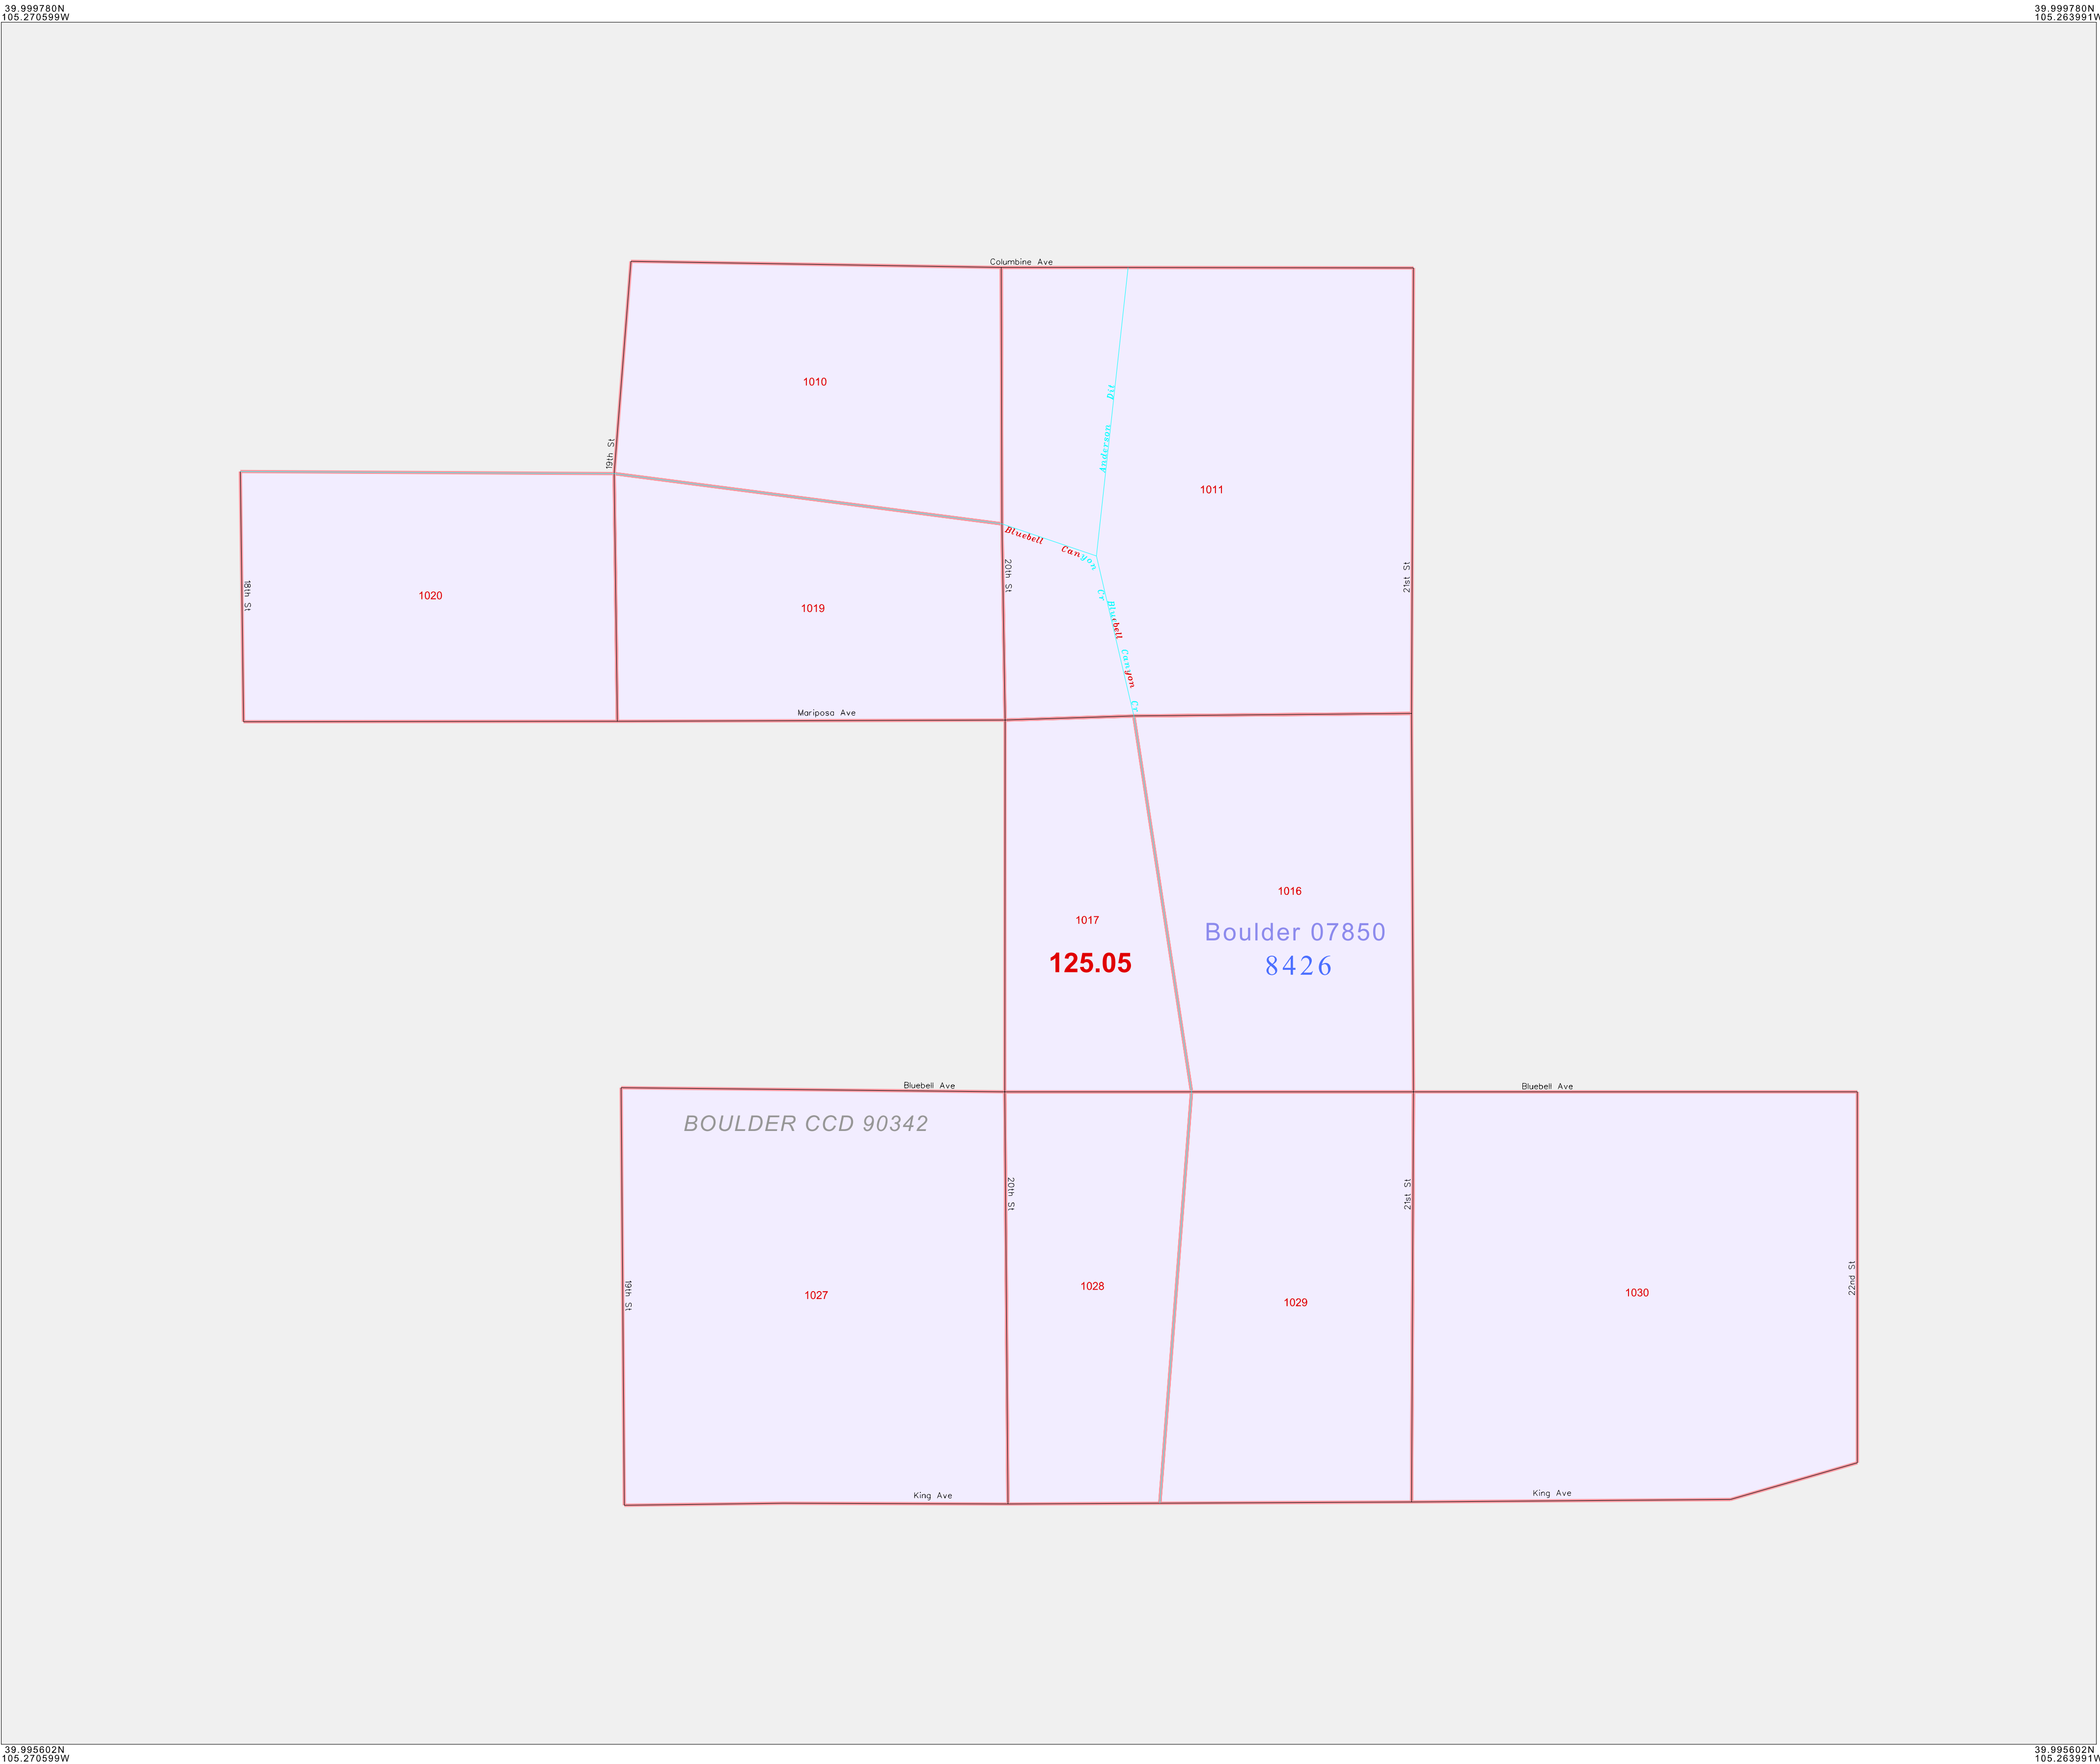 39.999780N
105.270599W
39.999780N
105.263991W
Columbine Ave
1010
Anderson Dit
19th St
1011
Bluebell Canyon Cr
20th St
21st St
18th St
1020
1019
Bluebell Canyon Cr
Mariposa Ave
1016
1017
Boulder 07850
125.05
8426
Bluebell Ave
Bluebell Ave
BOULDER CCD 90342
20th St
21st St
22nd St
19th St
1027
1028
1029
1030
King Ave
King Ave
39.995602N
105.270599W
39.995602N
105.263991W